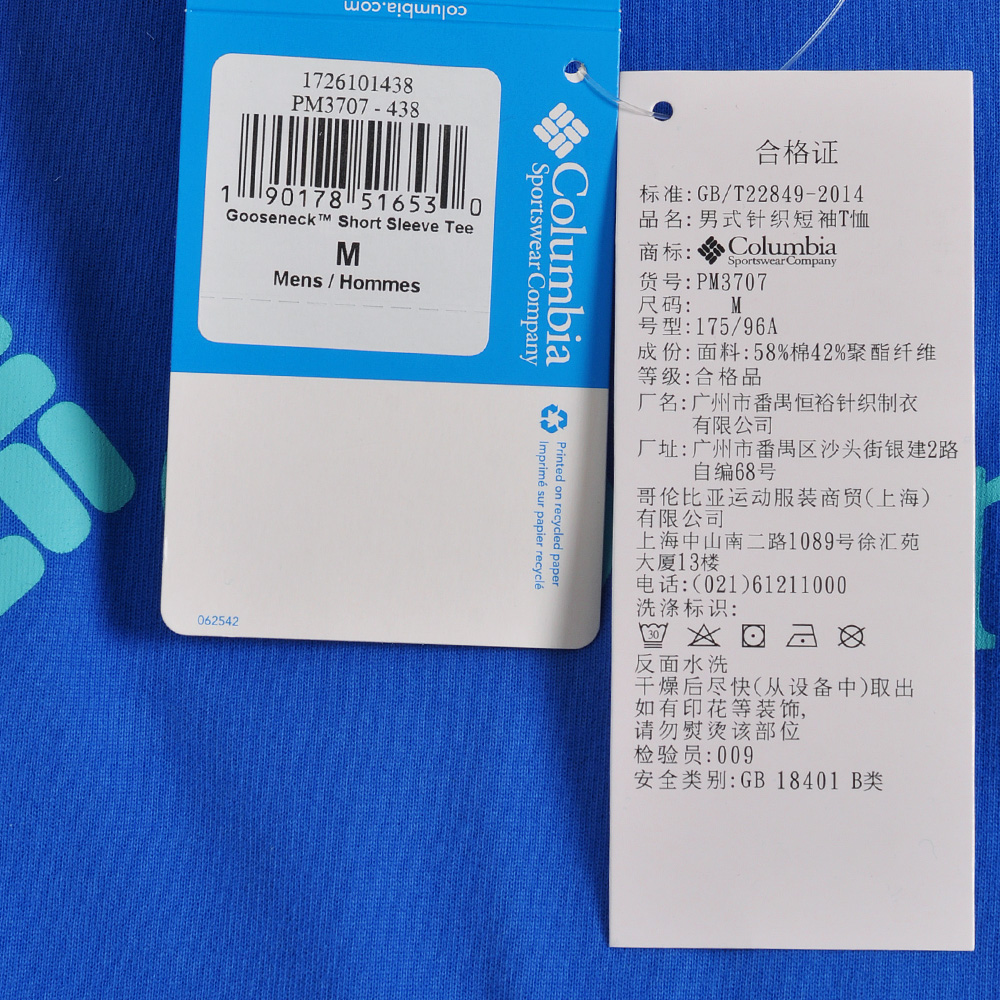 columbia.com
1726101438
PM3707 - 438
1 90178 51653 0
Gooseneck™ Short Sleeve Tee
M
Mens / Hommes
Columbia
Sportswear Company
Printed on recycled paper
Imprimé sur papier recyclé
062542
合格证
标准:GB/T22849-2014
品名:男式针织短袖T恤
商标: Columbia
Sportswear Company
货号:PM3707
尺码: M
号型:175/96A
成份:面料:58%棉42%聚酯纤维
等级:合格品
厂名:广州市番禺恒裕针织制衣
有限公司
厂址:广州市番禺区沙头街银建2路
自编68号
哥伦比亚运动服装商贸(上海)
有限公司
上海中山南二路1089号徐汇苑
大厦13楼
电话:(021)61211000
洗涤标识:
30
反面水洗
干燥后尽快(从设备中)取出
如有印花等装饰,
请勿熨烫该部位
检验员:009
安全类别:GB 18401 B类